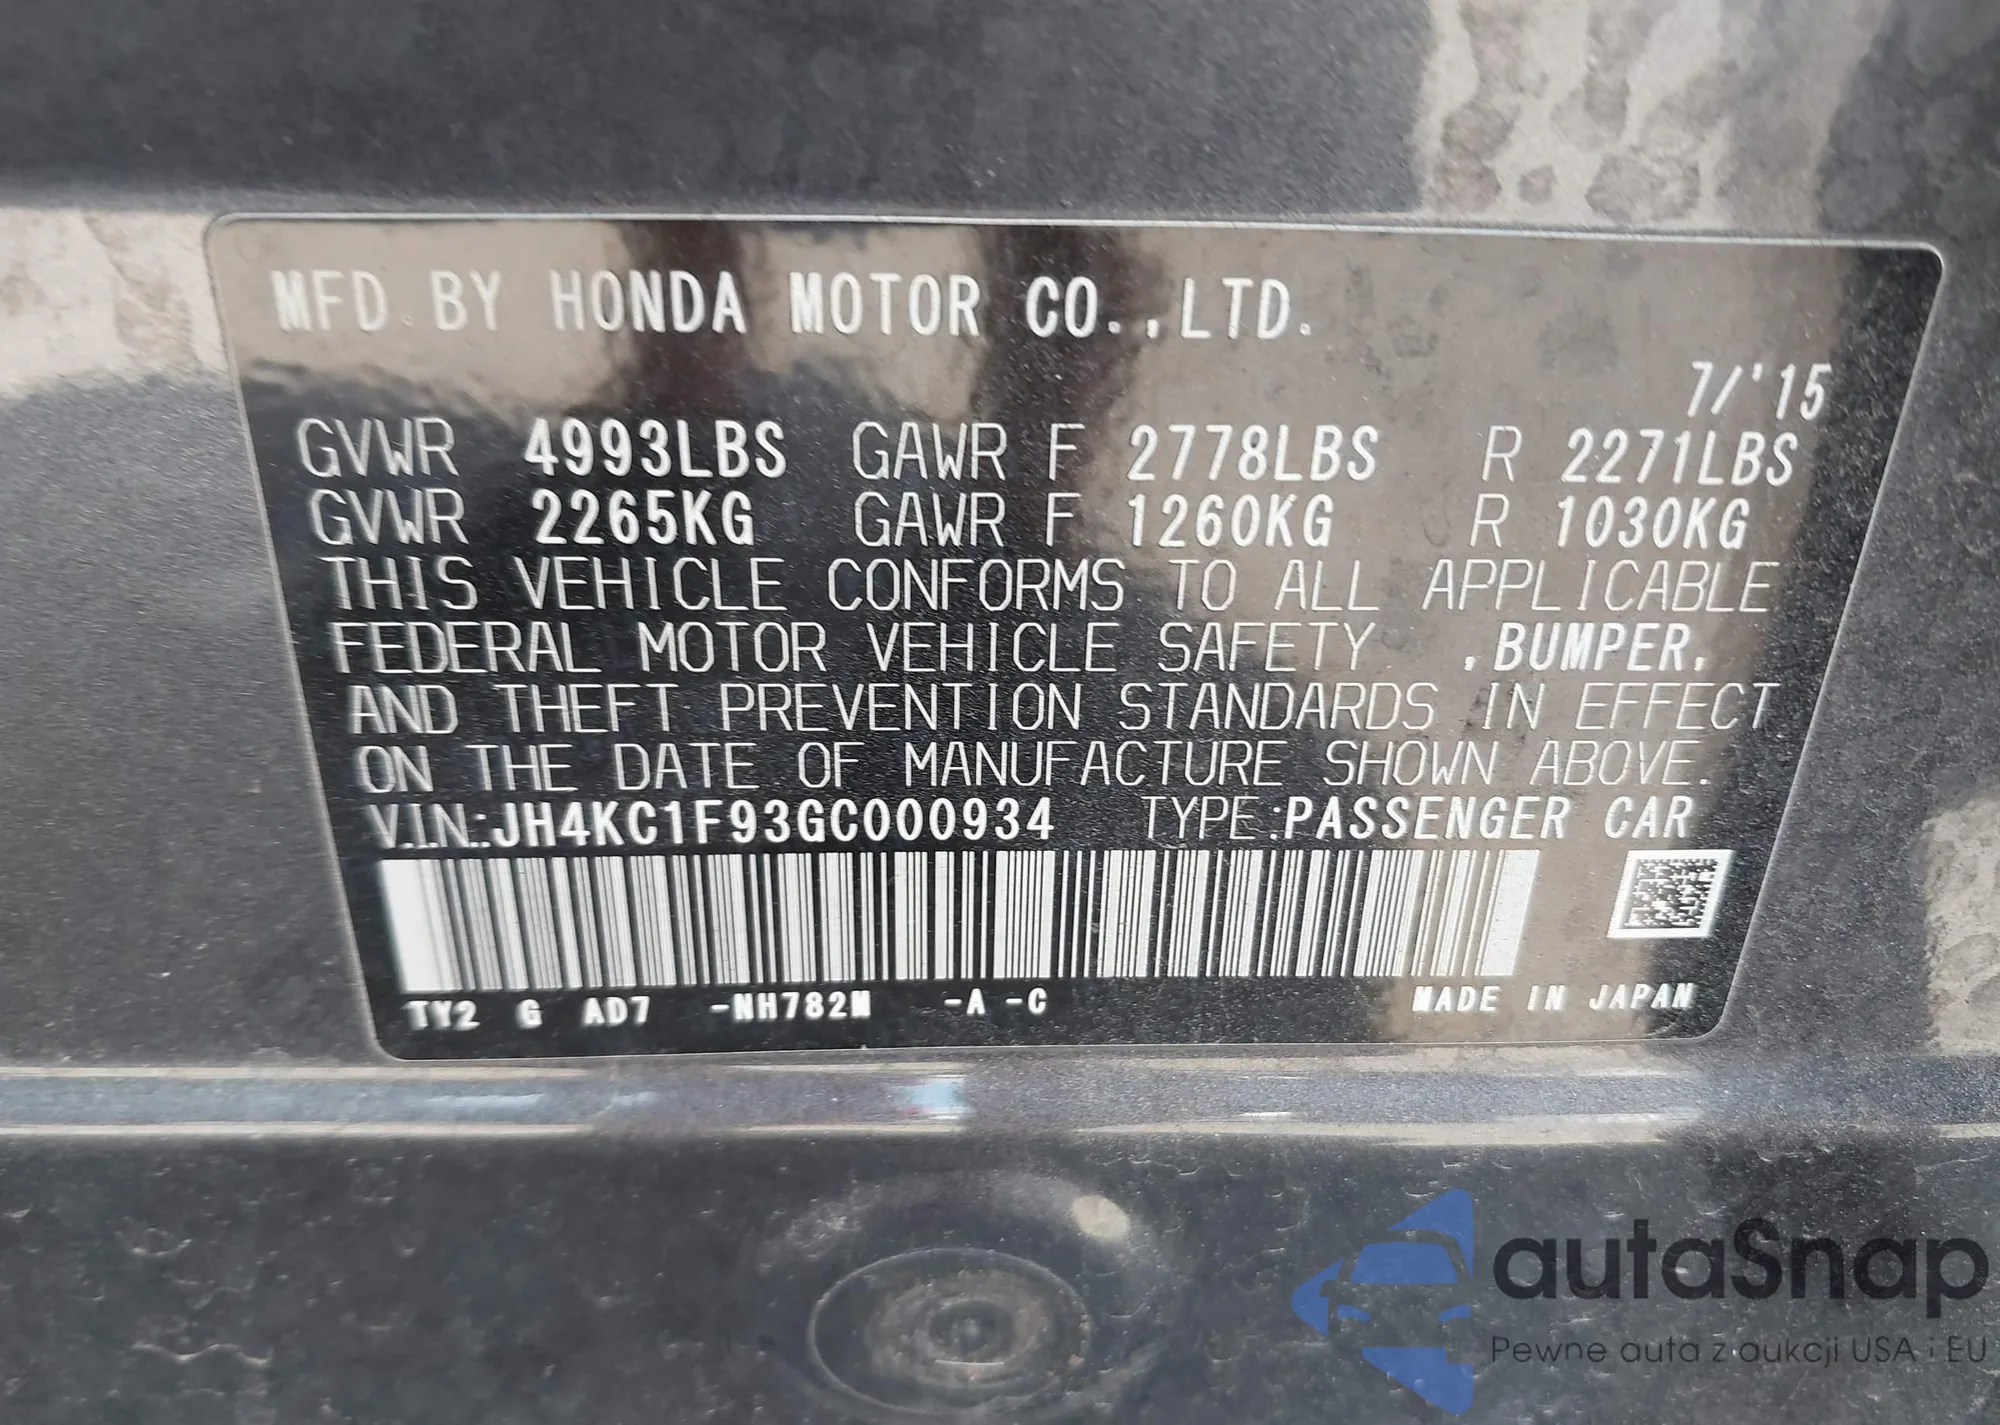 MFD. BY HONDA MOTOR CO.,LTD.
7/'15
GVWR 4993LBS GAWR F 2778LBS R 2271LBS
GVWR 2265KG GAWR F 1260KG R 1030KG
THIS VEHICLE CONFORMS TO ALL APPLICABLE
FEDERAL MOTOR VEHICLE SAFETY ,BUMPER,
AND THEFT PREVENTION STANDARDS IN EFFECT
ON THE DATE OF MANUFACTURE SHOWN ABOVE.
V.I.N.:JH4KC1F93GC000934 TYPE:PASSENGER CAR
TY2 G AD7 -NH782M -A -C MADE IN JAPAN
autaSnap
Pewne auta z aukcji USA i EU